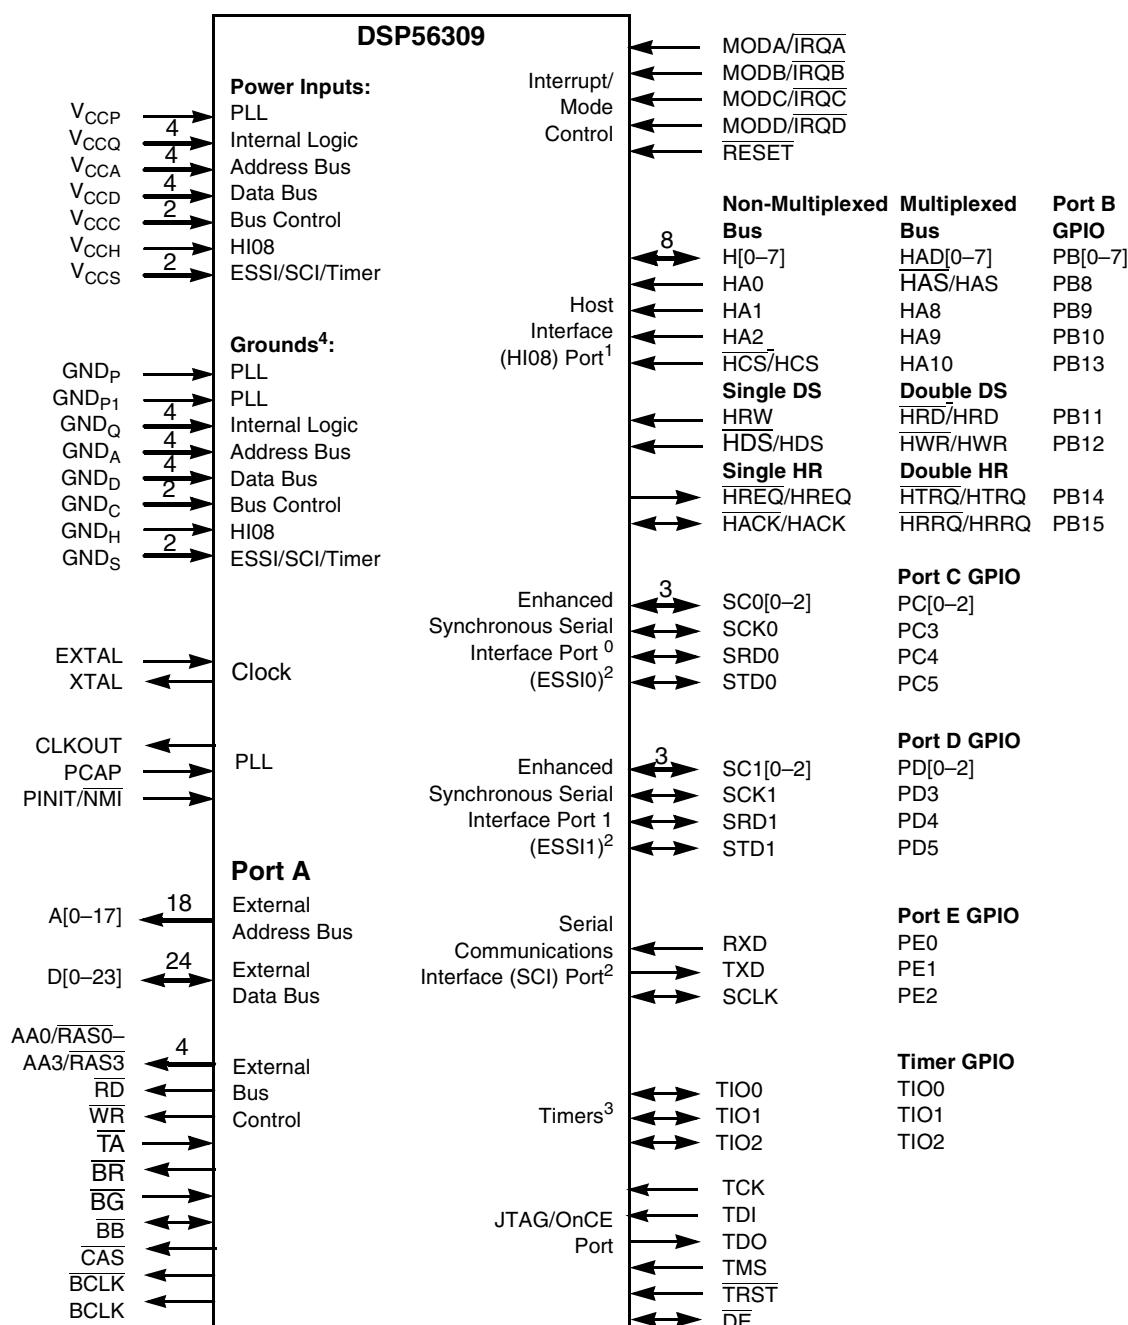 DSP56309
Power Inputs:
V_CCP PLL
V_CCQ 4 Internal Logic
V_CCA 4 Address Bus
V_CCD 4 Data Bus
V_CCC 2 Bus Control
V_CCH HI08
V_CCS 2 ESSI/SCI/Timer
Grounds4:
GND_P PLL
GND_P1 PLL
GND_Q 4 Internal Logic
GND_A 4 Address Bus
GND_D 4 Data Bus
GND_C 2 Bus Control
GND_H HI08
GND_S 2 ESSI/SCI/Timer
EXTAL
XTAL
Clock
CLKOUT
PCAP
PINIT/NMI
PLL
Port A
A[0–17] 18 External
Address Bus
D[0–23] 24 External
Data Bus
AA0/RAS0–
AA3/RAS3 4
RD
WR
TA
BR
BG
BB
CAS
BCLK
BCLK
External
Bus
Control
Interrupt/
Mode
Control
MODA/IRQA
MODB/IRQB
MODC/IRQC
MODD/IRQD
RESET
Host
Interface
(HI08) Port1
Non-Multiplexed Multiplexed Port B
Bus Bus GPIO
8 H[0–7] HAD[0–7] PB[0–7]
HA0 HAS/HAS PB8
HA1 HA8 PB9
HA2 HA9 PB10
HCS/HCS HA10 PB13
Single DS Double DS
HRW HRD/HRD PB11
HDS/HDS HWR/HWR PB12
Single HR Double HR
HREQ/HREQ HTRQ/HTRQ PB14
HACK/HACK HRRQ/HRRQ PB15
Enhanced
Synchronous Serial
Interface Port 0
(ESSI0)2
Port C GPIO
3 SC0[0–2] PC[0–2]
SCK0 PC3
SRD0 PC4
STD0 PC5
Enhanced
Synchronous Serial
Interface Port 1
(ESSI1)2
Port D GPIO
3 SC1[0–2] PD[0–2]
SCK1 PD3
SRD1 PD4
STD1 PD5
Serial
Communications
Interface (SCI) Port2
Port E GPIO
RXD PE0
TXD PE1
SCLK PE2
Timers3
Timer GPIO
TIO0 TIO0
TIO1 TIO1
TIO2 TIO2
JTAG/OnCE
Port
TCK
TDI
TDO
TMS
TRST
DE